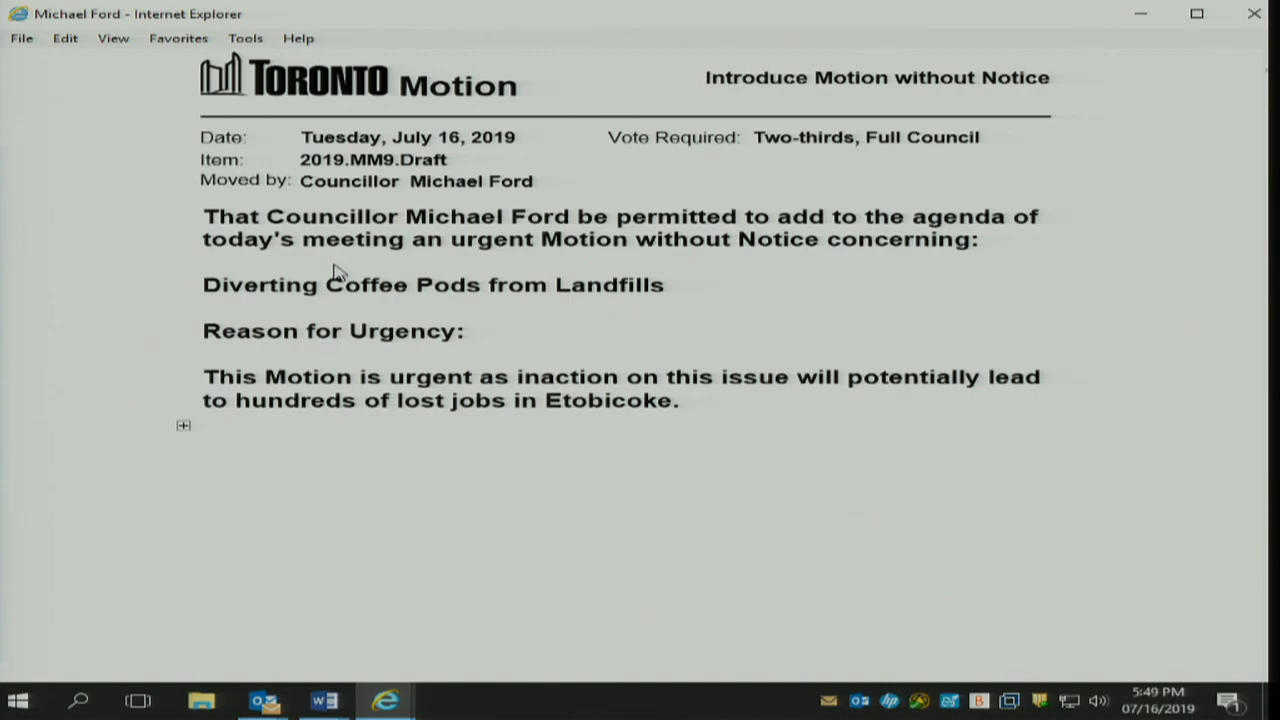 Michael Ford - Internet Explorer
File Edit View Favorites Tools Help
TORONTO Motion
Introduce Motion without Notice
Date: Tuesday, July 16, 2019
Vote Required: Two-thirds, Full Council
Item: 2019.MM9.Draft
Moved by: Councillor Michael Ford
That Councillor Michael Ford be permitted to add to the agenda of
today's meeting an urgent Motion without Notice concerning:
Diverting Coffee Pods from Landfills
Reason for Urgency:
This Motion is urgent as inaction on this issue will potentially lead
to hundreds of lost jobs in Etobicoke.
5:49 PM
07/16/2019